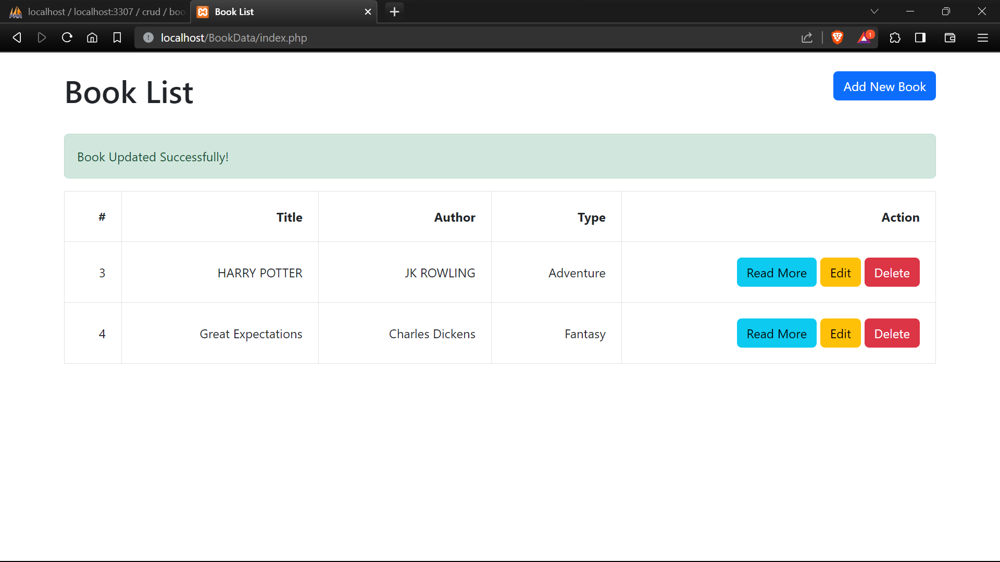 localhost / localhost:3307 / crud / boo
Book List
1
localhost/BookData/index.php
Book List
Add New Book
Book Updated Successfully!
# Title Author Type Action
3 HARRY POTTER JK ROWLING Adventure Read More Edit Delete
4 Great Expectations Charles Dickens Fantasy Read More Edit Delete